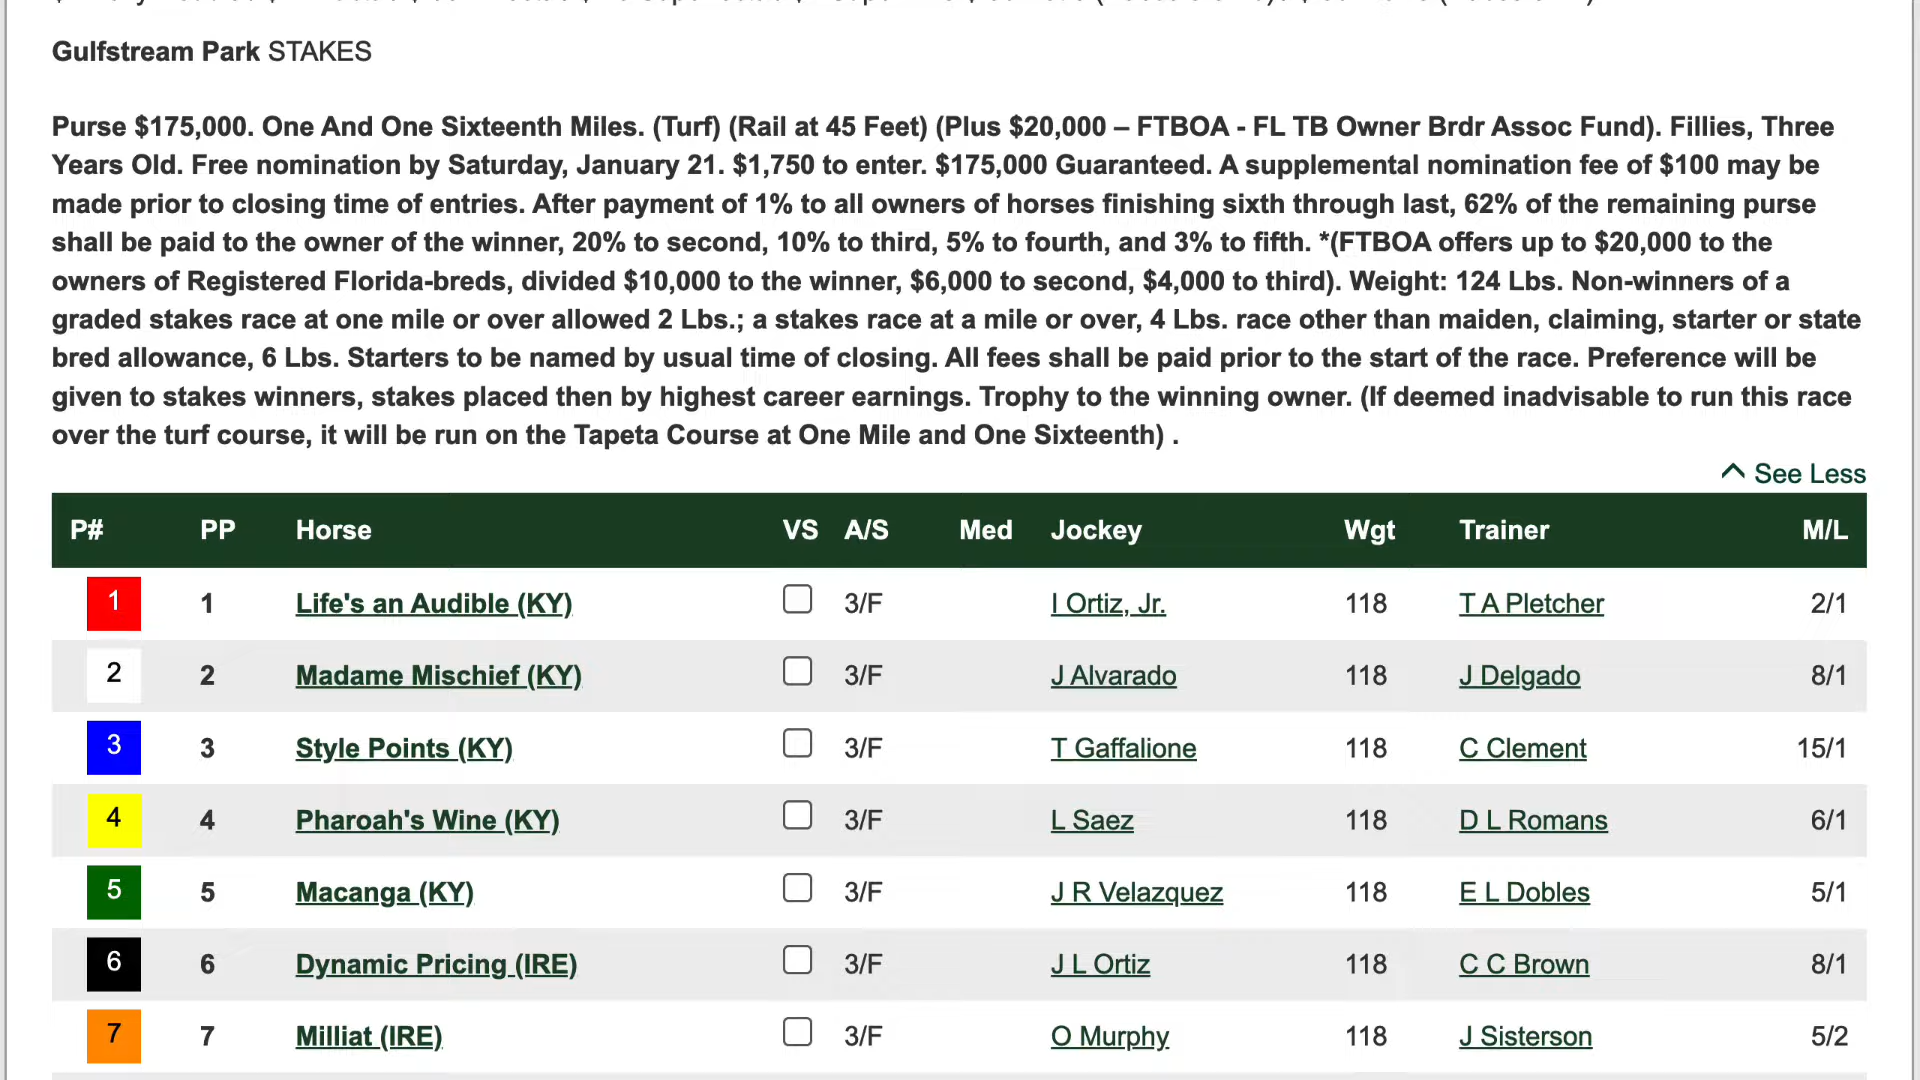 Gulfstream Park STAKES
Purse $175,000. One And One Sixteenth Miles. (Turf) (Rail at 45 Feet) (Plus $20,000 – FTBOA - FL TB Owner Brdr Assoc Fund). Fillies, Three
Years Old. Free nomination by Saturday, January 21. $1,750 to enter. $175,000 Guaranteed. A supplemental nomination fee of $100 may be
made prior to closing time of entries. After payment of 1% to all owners of horses finishing sixth through last, 62% of the remaining purse
shall be paid to the owner of the winner, 20% to second, 10% to third, 5% to fourth, and 3% to fifth. *(FTBOA offers up to $20,000 to the
owners of Registered Florida-breds, divided $10,000 to the winner, $6,000 to second, $4,000 to third). Weight: 124 Lbs. Non-winners of a
graded stakes race at one mile or over allowed 2 Lbs.; a stakes race at a mile or over, 4 Lbs. race other than maiden, claiming, starter or state
bred allowance, 6 Lbs. Starters to be named by usual time of closing. All fees shall be paid prior to the start of the race. Preference will be
given to stakes winners, stakes placed then by highest career earnings. Trophy to the winning owner. (If deemed inadvisable to run this race
over the turf course, it will be run on the Tapeta Course at One Mile and One Sixteenth) .
See Less
P# PP Horse VS A/S Med Jockey Wgt Trainer M/L
1 1 Life's an Audible (KY) 3/F I Ortiz, Jr. 118 T A Pletcher 2/1
2 2 Madame Mischief (KY) 3/F J Alvarado 118 J Delgado 8/1
3 3 Style Points (KY) 3/F T Gaffalione 118 C Clement 15/1
4 4 Pharoah's Wine (KY) 3/F L Saez 118 D L Romans 6/1
5 5 Macanga (KY) 3/F J R Velazquez 118 E L Dobles 5/1
6 6 Dynamic Pricing (IRE) 3/F J L Ortiz 118 C C Brown 8/1
7 7 Milliat (IRE) 3/F O Murphy 118 J Sisterson 5/2